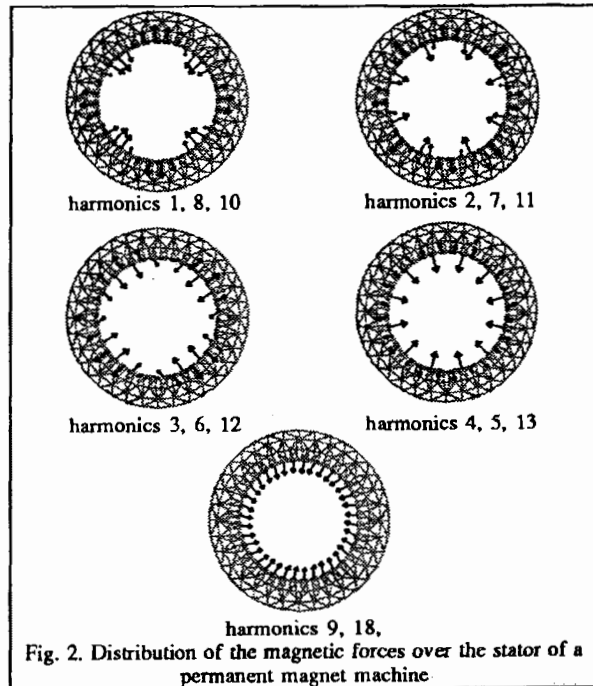 harmonics 1, 8, 10
harmonics 2, 7, 11
harmonics 3, 6, 12
harmonics 4, 5, 13
harmonics 9, 18,
Fig. 2. Distribution of the magnetic forces over the stator of a
permanent magnet machine